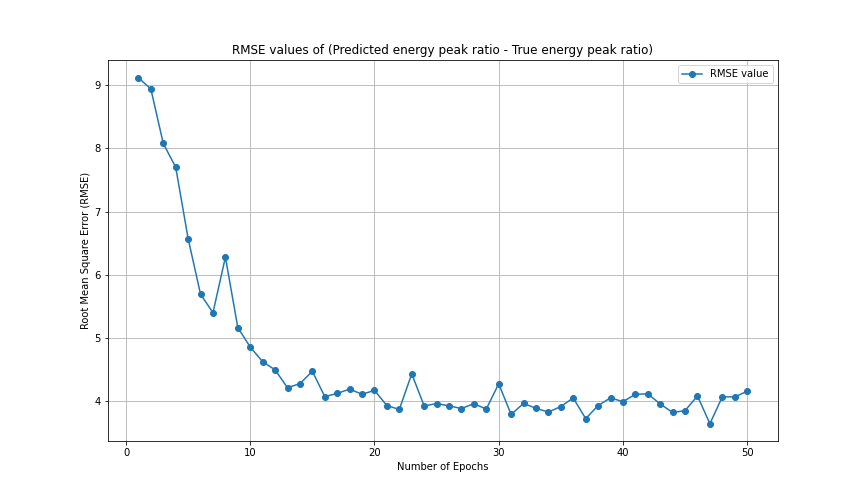 RMSE values of (Predicted energy peak ratio - True energy peak ratio)
RMSE value
Root Mean Square Error (RMSE)
9
8
7
6
5
4
0 10 20 30 40 50
Number of Epochs